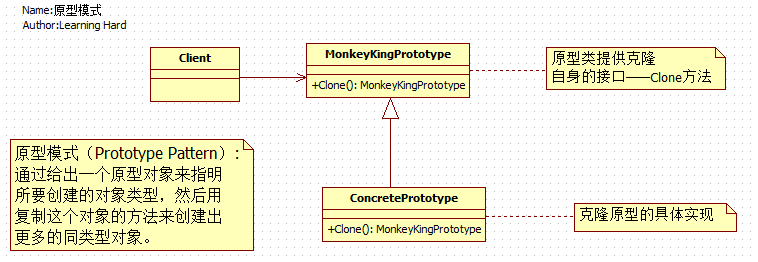 Name:原型模式
Author:Learning Hard
Client
MonkeyKingPrototype
+Clone(): MonkeyKingPrototype
原型类提供克隆
自身的接口——Clone方法
原型模式（Prototype Pattern）:
通过给出一个原型对象来指明
所要创建的对象类型，然后用
复制这个对象的方法来创建出
更多的同类型对象。
ConcretePrototype
+Clone(): MonkeyKingPrototype
克隆原型的具体实现